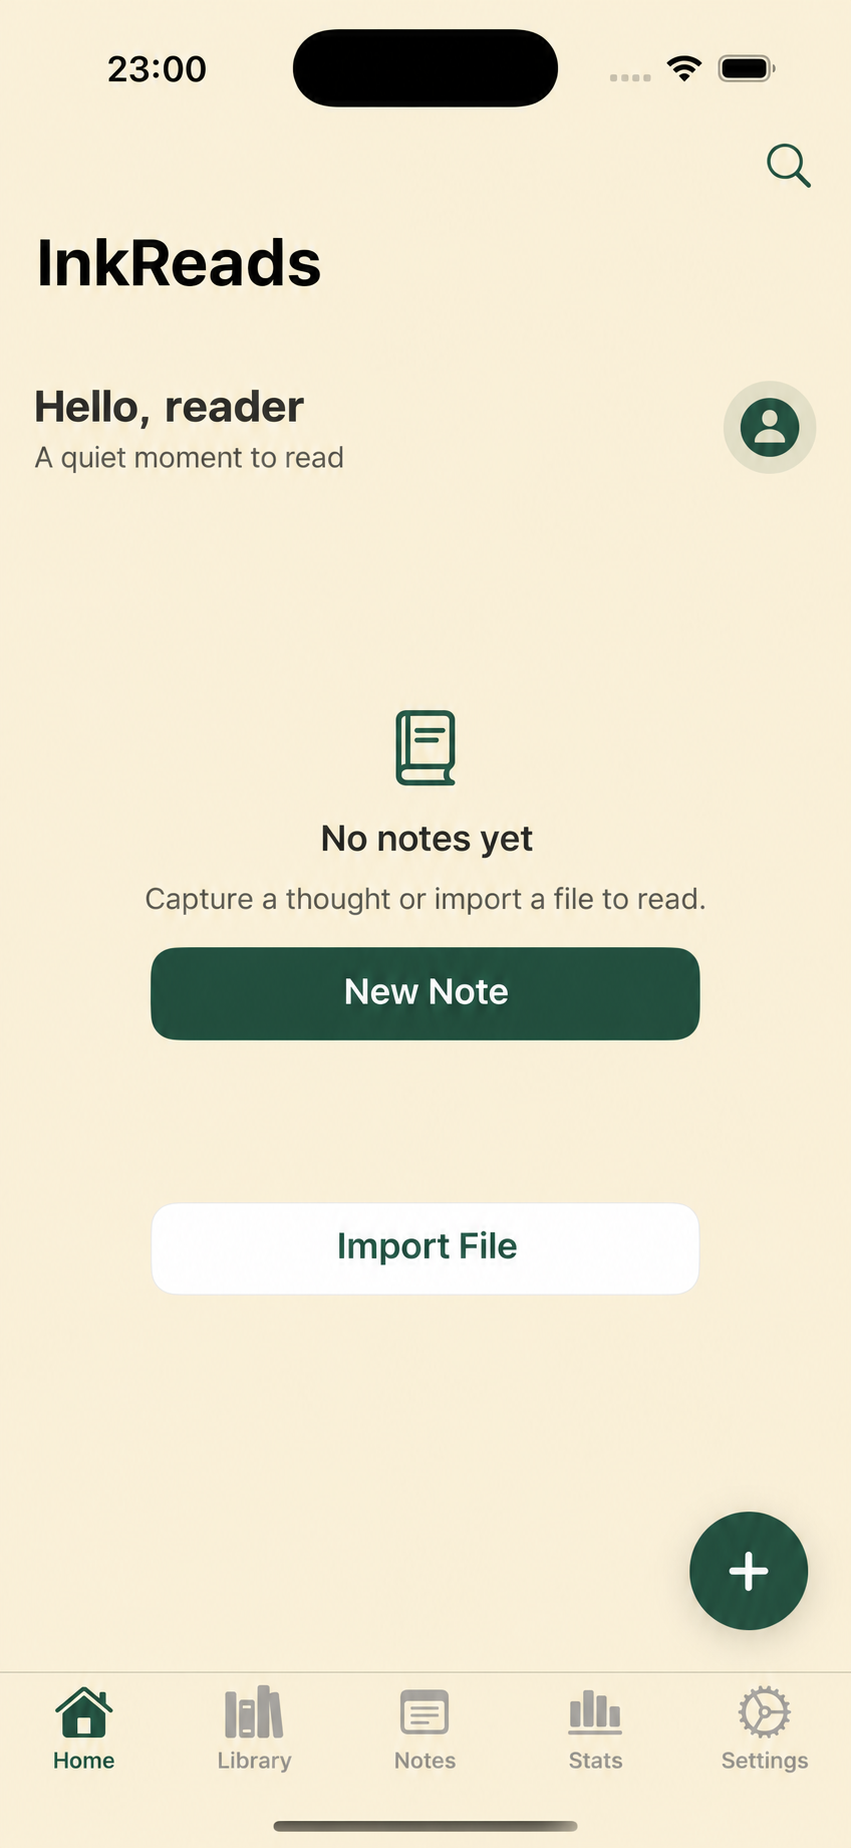 23:00
InkReads
Hello, reader
A quiet moment to read
No notes yet
Capture a thought or import a file to read.
New Note
Import File
Home
Library
Notes
Stats
Settings